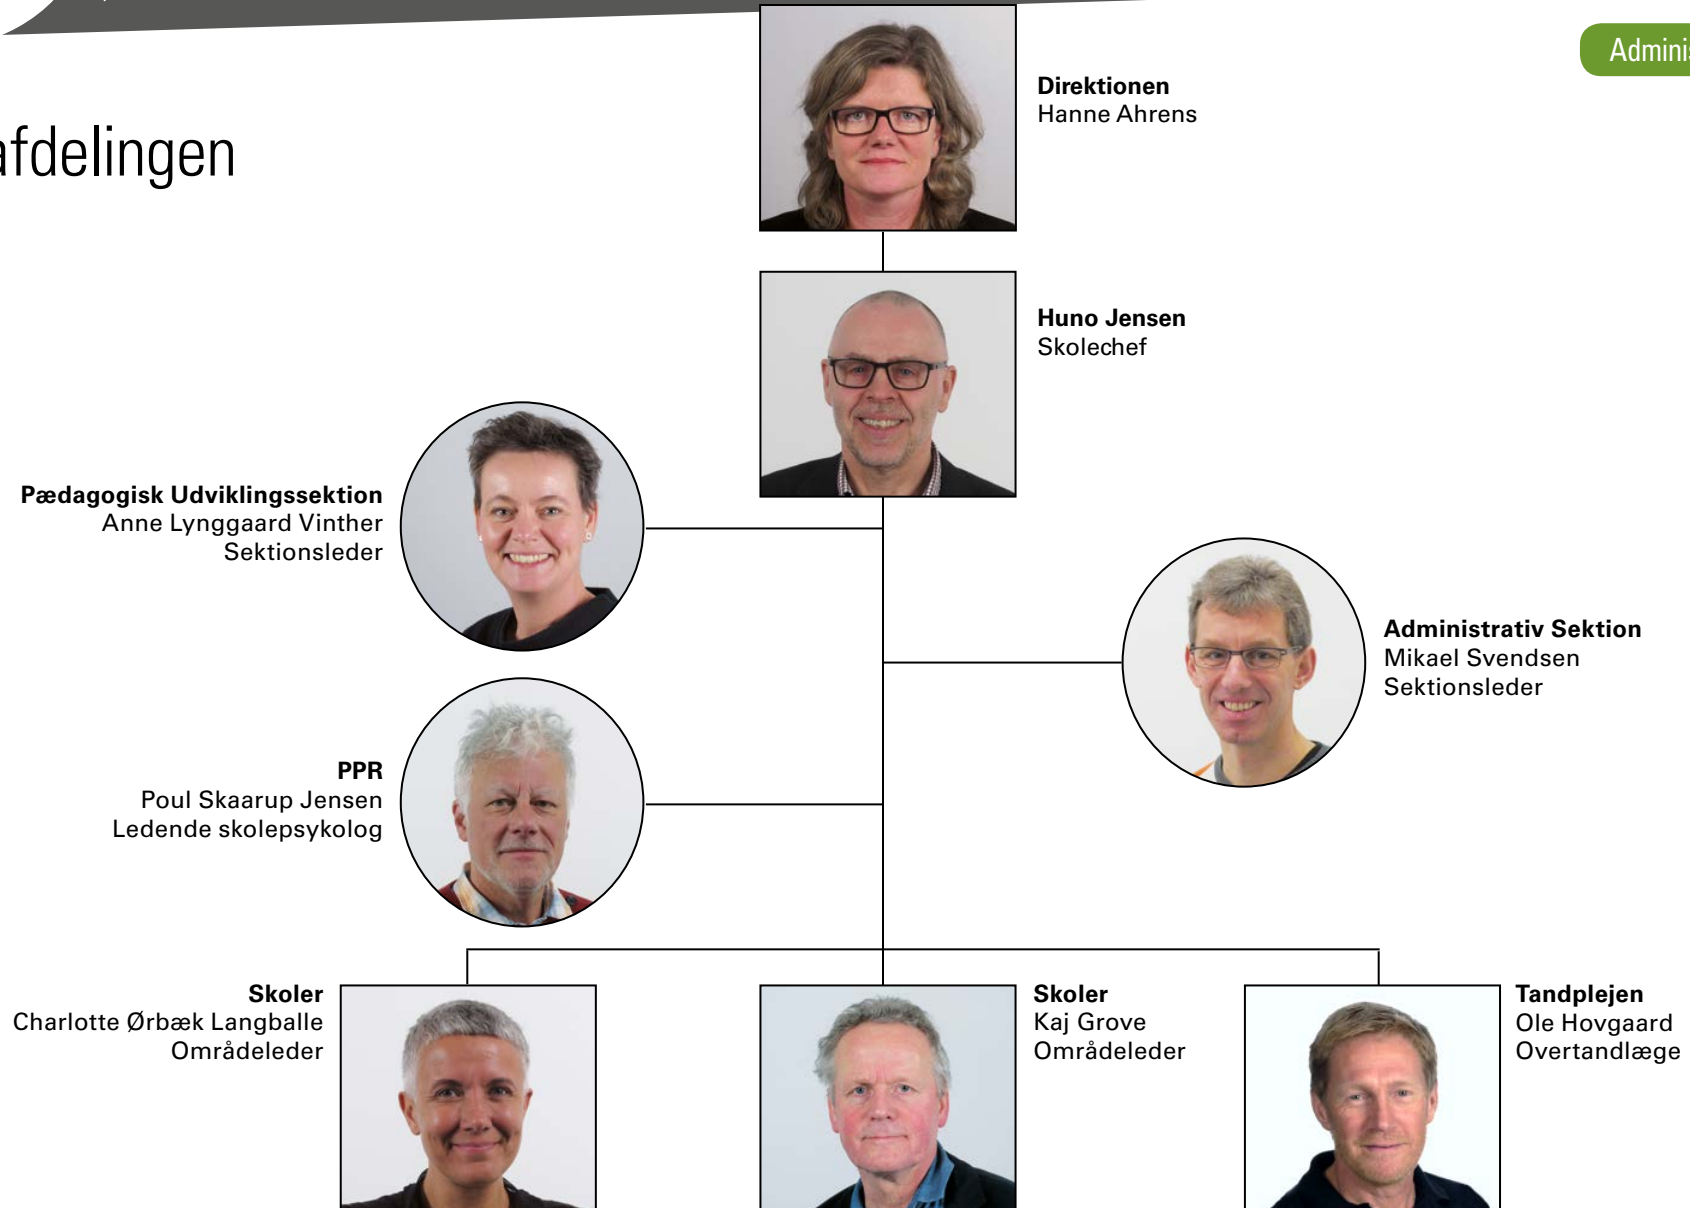 afdelingen
Direktionen
Hanne Ahrens
Huno Jensen
Skolechef
Pædagogisk Udviklingssektion
Anne Lynggaard Vinther
Sektionsleder
Administrativ Sektion
Mikael Svendsen
Sektionsleder
PPR
Poul Skaarup Jensen
Ledende skolepsykolog
Skoler
Charlotte Ørbæk Langballe
Områdeleder
Skoler
Kaj Grove
Områdeleder
Tandplejen
Ole Hovgaard
Overtandlæge